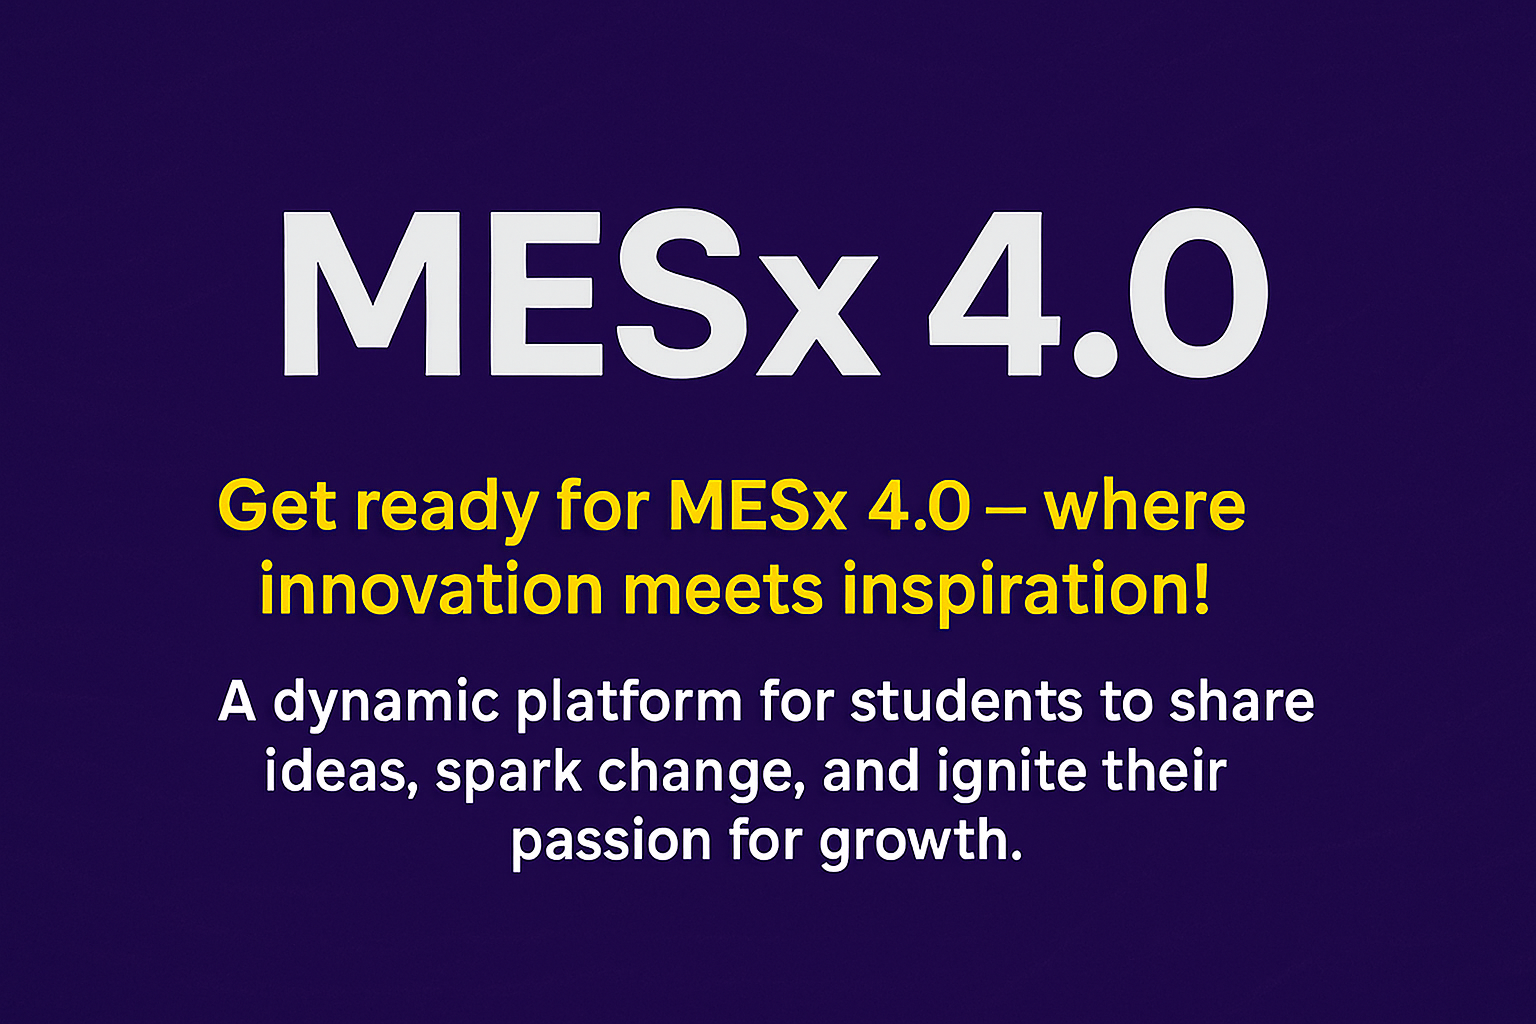 MESx 4.0
Get ready for MESx 4.0 – where
innovation meets inspiration!
A dynamic platform for students to share
ideas, spark change, and ignite their
passion for growth.